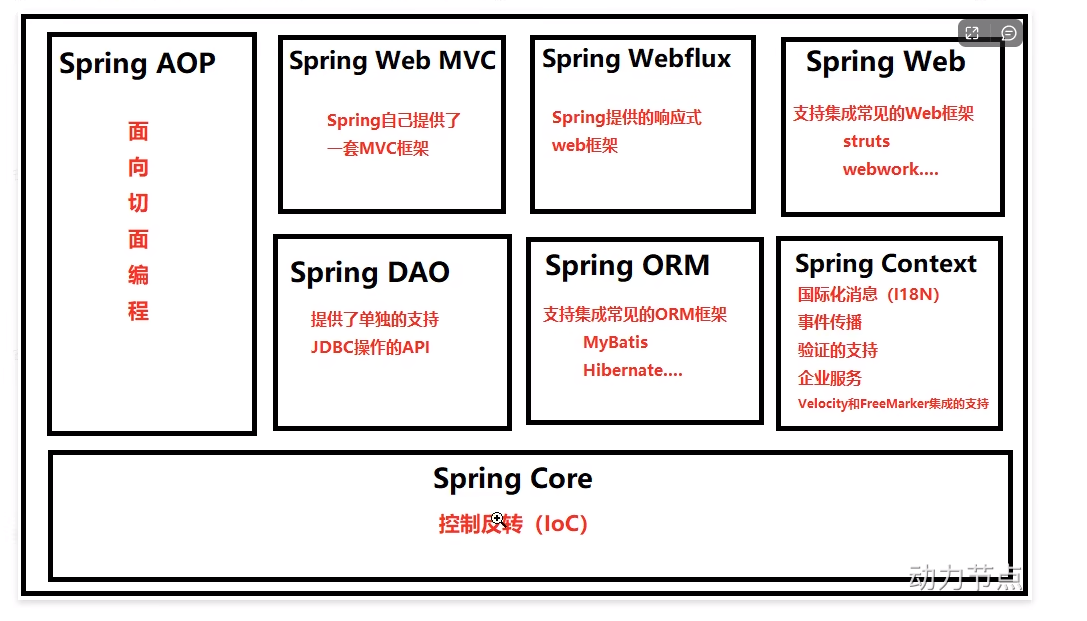 Spring AOP
面
向
切
面
编
程
Spring Web MVC
Spring自己提供了
一套MVC框架
Spring Webflux
Spring提供的响应式
web框架
Spring Web
支持集成常见的Web框架
struts
webwork....
Spring DAO
提供了单独的支持
JDBC操作的API
Spring ORM
支持集成常见的ORM框架
MyBatis
Hibernate....
Spring Context
国际化消息（I18N）
事件传播
验证的支持
企业服务
Velocity和FreeMarker集成的支持
Spring Core
控制反转（IoC）
动力节点